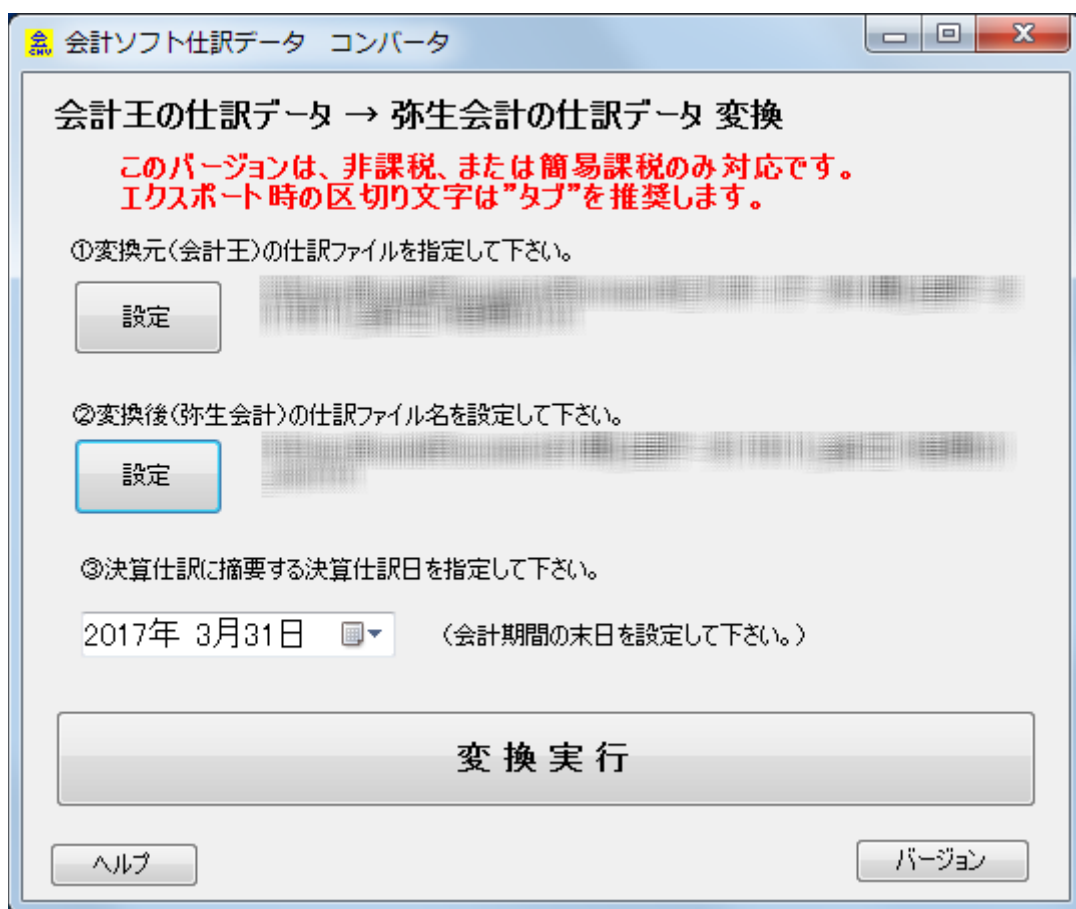 会計ソフト仕訳データ　コンバータ
会計王の仕訳データ → 弥生会計の仕訳データ 変換
このバージョンは、非課税、または簡易課税のみ対応です。
エクスポート時の区切り文字は”タブ”を推奨します。
①変換元(会計王)の仕訳ファイルを指定して下さい。
設定
②変換後(弥生会計)の仕訳ファイル名を設定して下さい。
設定
③決算仕訳に摘要する決算仕訳日を指定して下さい。
2017年 3月31日 (会計期間の末日を設定して下さい。)
変換実行
ヘルプ バージョン